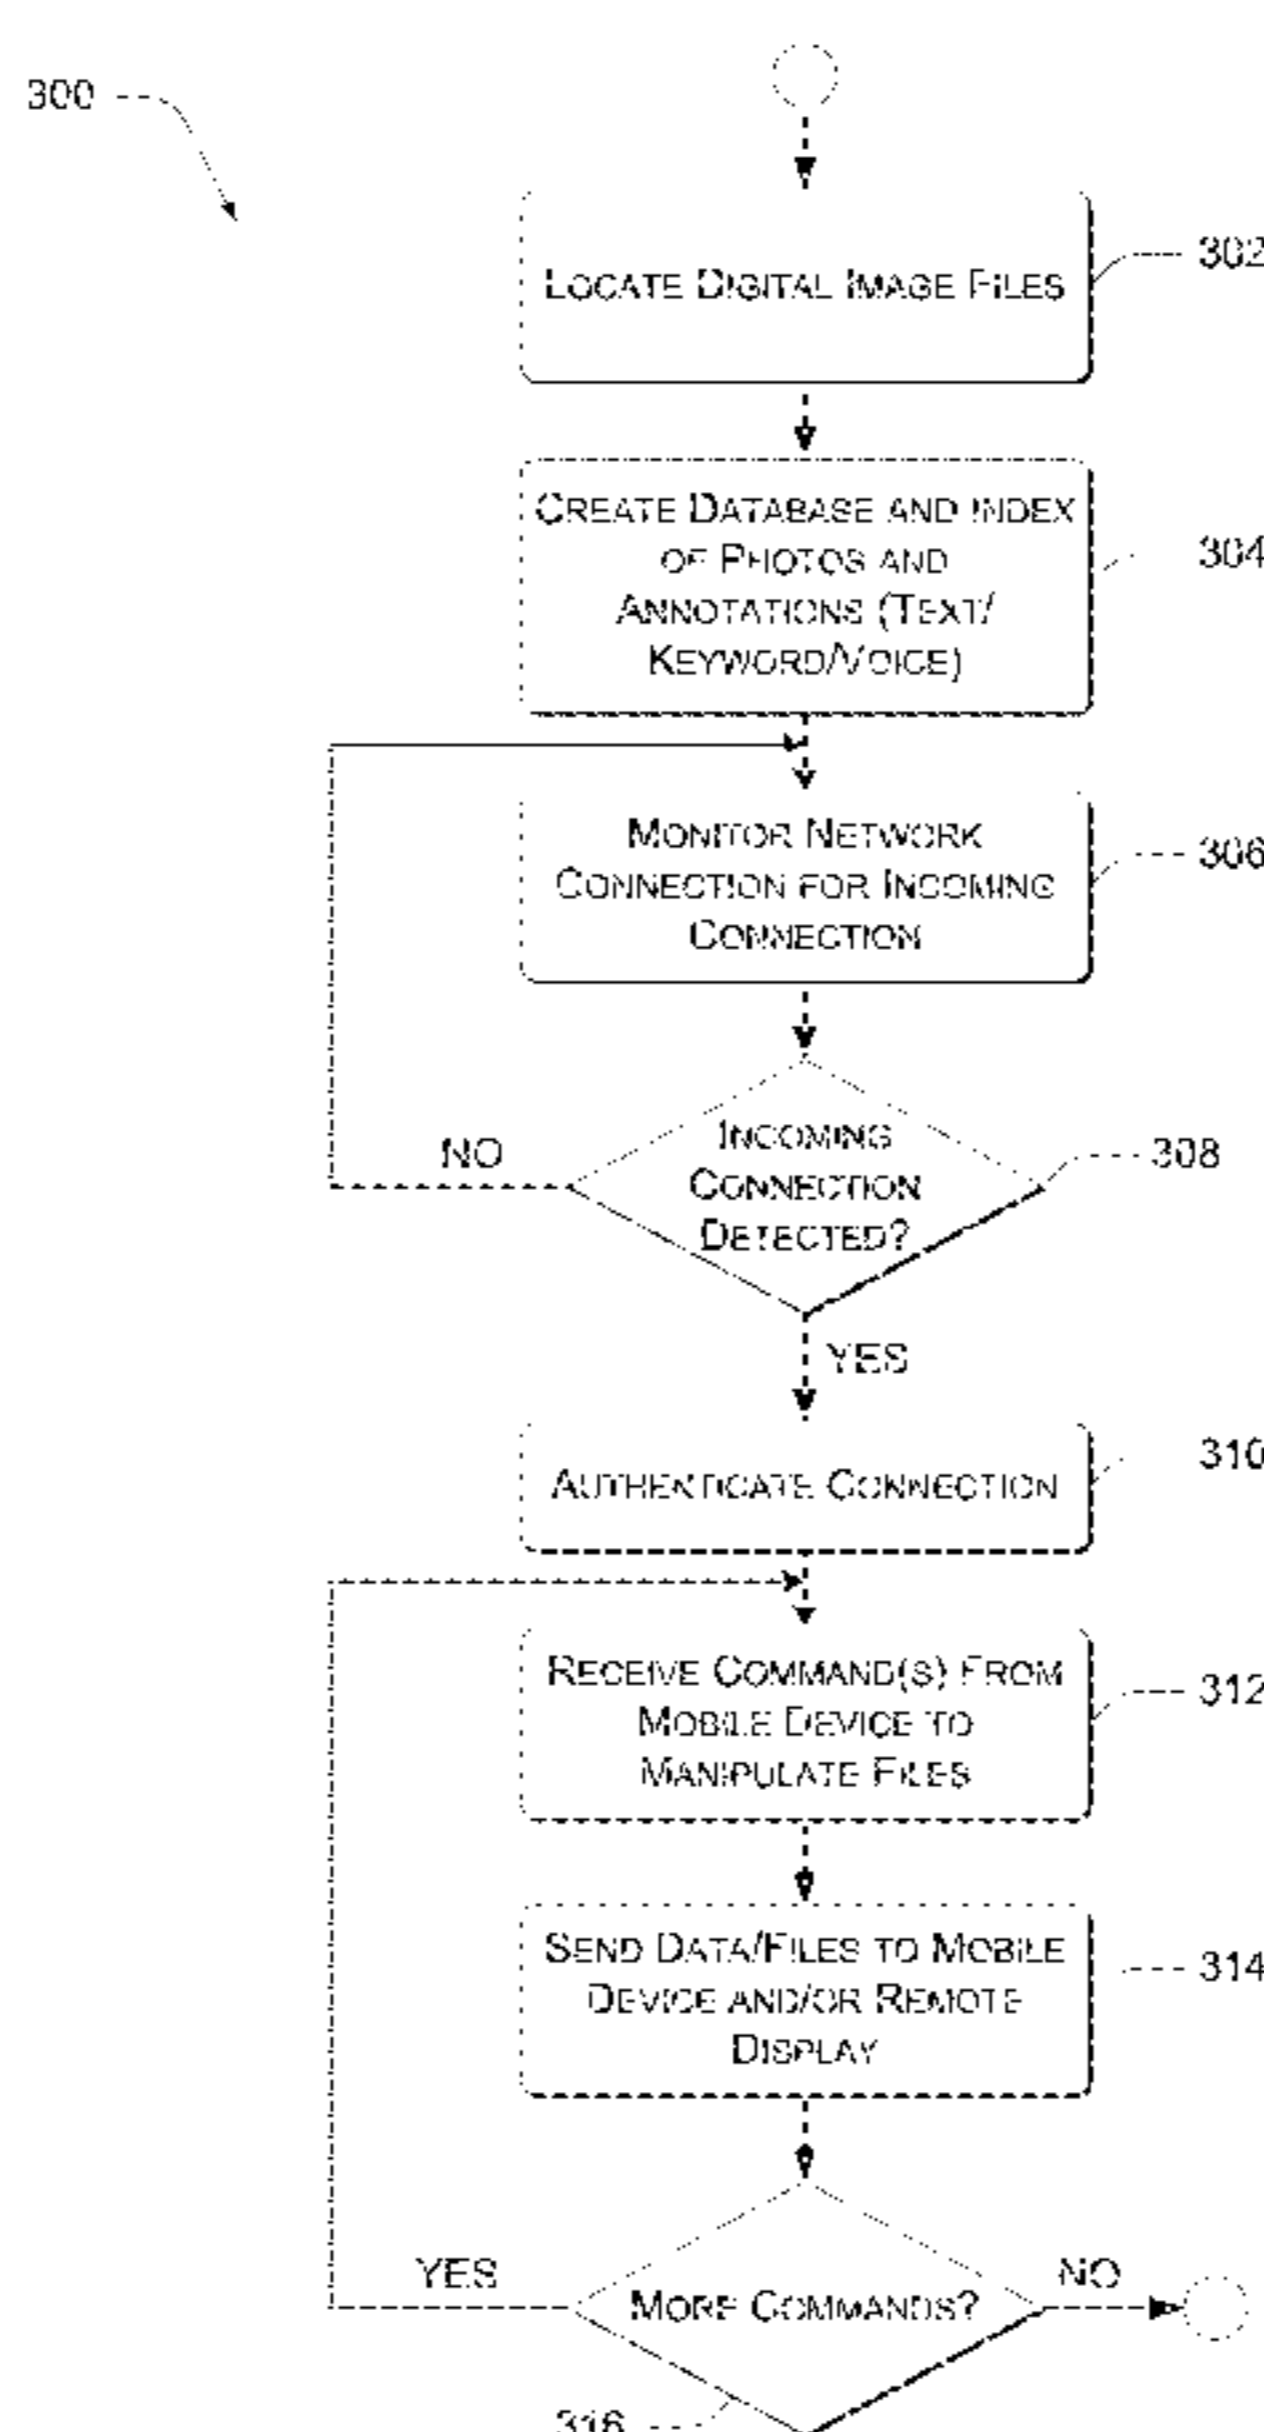 300
LOCATE DIGITAL IMAGE FILES
302
CREATE DATABASE AND INDEX
OF PHOTOS AND
ANNOTATIONS (TEXT/
KEYWORD/VOICE)
304
MONITOR NETWORK
CONNECTION FOR INCOMING
CONNECTION
306
NO
INCOMING
CONNECTION
DETECTED?
308
YES
AUTHENTICATE CONNECTION
310
RECEIVE COMMAND(S) FROM
MOBILE DEVICE TO
MANIPULATE FILES
312
SEND DATA/FILES TO MOBILE
DEVICE AND/OR REMOTE
DISPLAY
314
YES
MORE COMMANDS?
NO
316